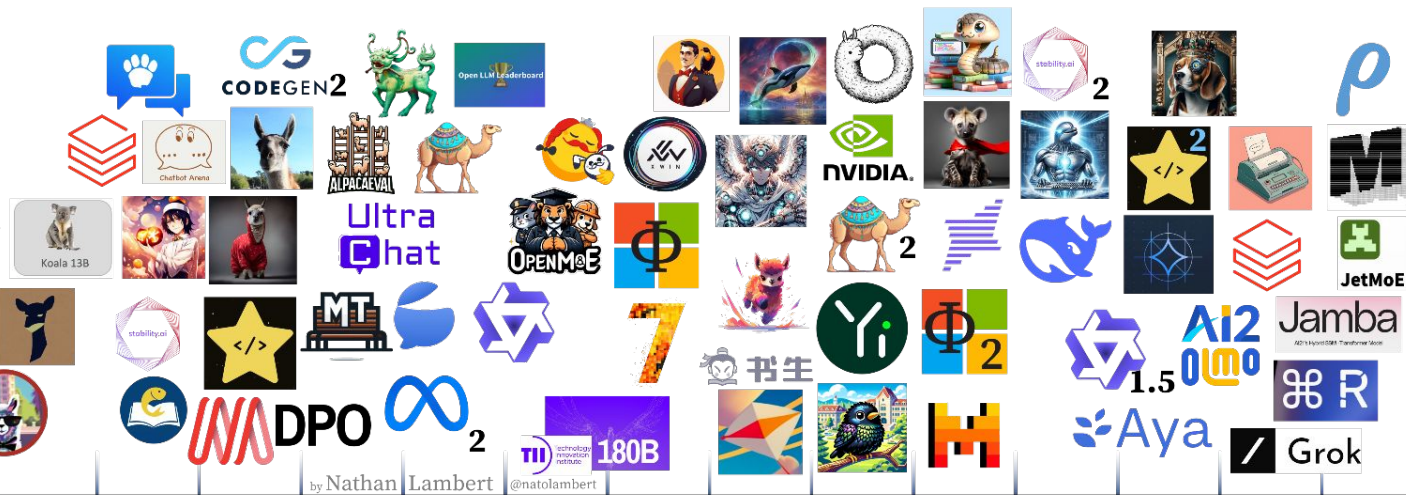 CODEGEN2
Open LLM Leaderboard
stability.ai
2
Chatbot Arena
ALPACAEVAL
XWIN
NVIDIA.
</>
2
Koala 13B
Ultra
Chat
OPENMOE
Φ
2
JetMoE
stability.ai
</>
MT
7
书生
Yi
Φ
2
1.5
Ai2
OLMo
Jamba
AI21's Hybrid SSM-Transformer Model
DPO
2
TII
Technology
Innovation
Institute
180B
M
Aya
⌘ R
/ Grok
by Nathan Lambert @natolambert